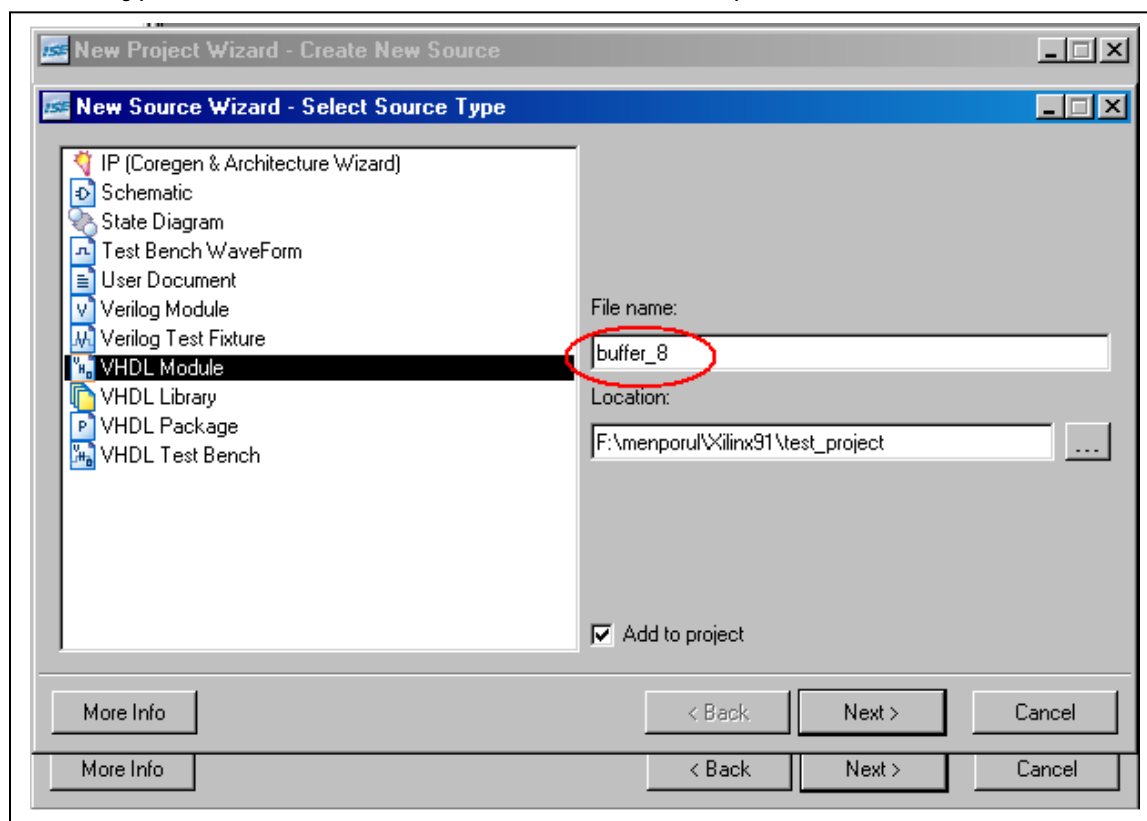 New Project Wizard - Create New Source
New Source Wizard - Select Source Type
IP (Coregen & Architecture Wizard)
Schematic
State Diagram
Test Bench WaveForm
User Document
Verilog Module
Verilog Test Fixture
VHDL Module
VHDL Library
VHDL Package
VHDL Test Bench
File name:
buffer_8
Location:
F:\menporul\Xilinx91\test_project
...
Add to project
More Info
< Back
Next >
Cancel
More Info
< Back
Next >
Cancel